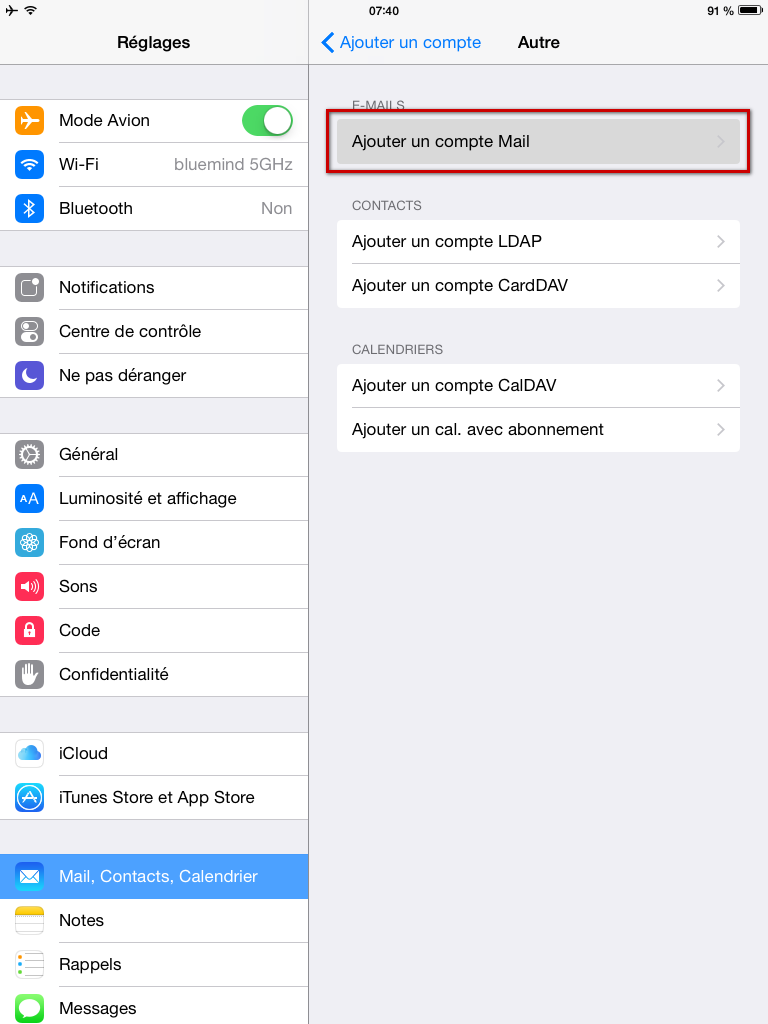 07:40
91 %
Réglages
Ajouter un compte
Autre
Mode Avion
Wi-Fi
bluemind 5GHz
Bluetooth
Non
Notifications
Centre de contrôle
Ne pas déranger
Général
AA
Luminosité et affichage
Fond d’écran
Sons
Code
Confidentialité
iCloud
iTunes Store et App Store
Mail, Contacts, Calendrier
Notes
Rappels
Messages
E-MAILS
Ajouter un compte Mail
CONTACTS
Ajouter un compte LDAP
Ajouter un compte CardDAV
CALENDRIERS
Ajouter un compte CalDAV
Ajouter un cal. avec abonnement